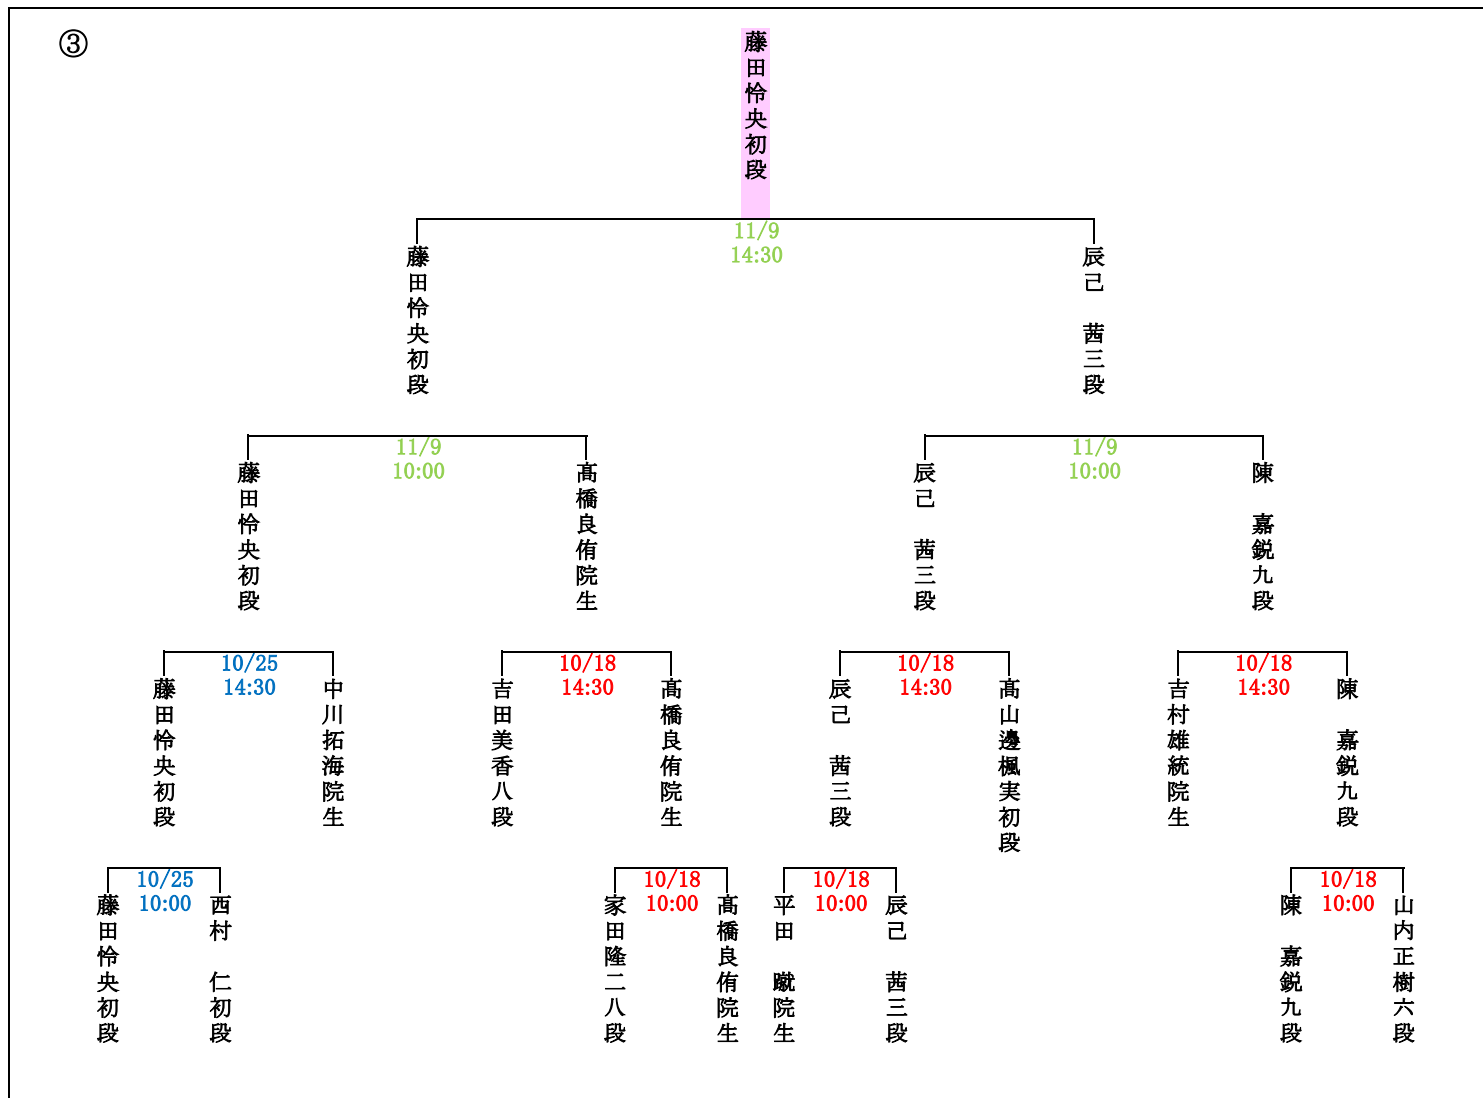 ③
藤田怜央初段
11/9
14:30
藤田怜央初段
辰己　茜三段
11/9
10:00
11/9
10:00
藤田怜央初段
髙橋良侑院生
辰己　茜三段
陳　嘉鋭九段
10/25
14:30
10/18
14:30
10/18
14:30
10/18
14:30
藤田怜央初段
中川拓海院生
吉田美香八段
髙橋良侑院生
辰己　茜三段
髙山邊楓実初段
吉村雄統院生
陳　嘉鋭九段
10/25
10:00
10/18
10:00
10/18
10:00
10/18
10:00
藤田怜央初段
西村　仁初段
家田隆二八段
髙橋良侑院生
平田　蹴院生
辰己　茜三段
陳　嘉鋭九段
山内正樹六段